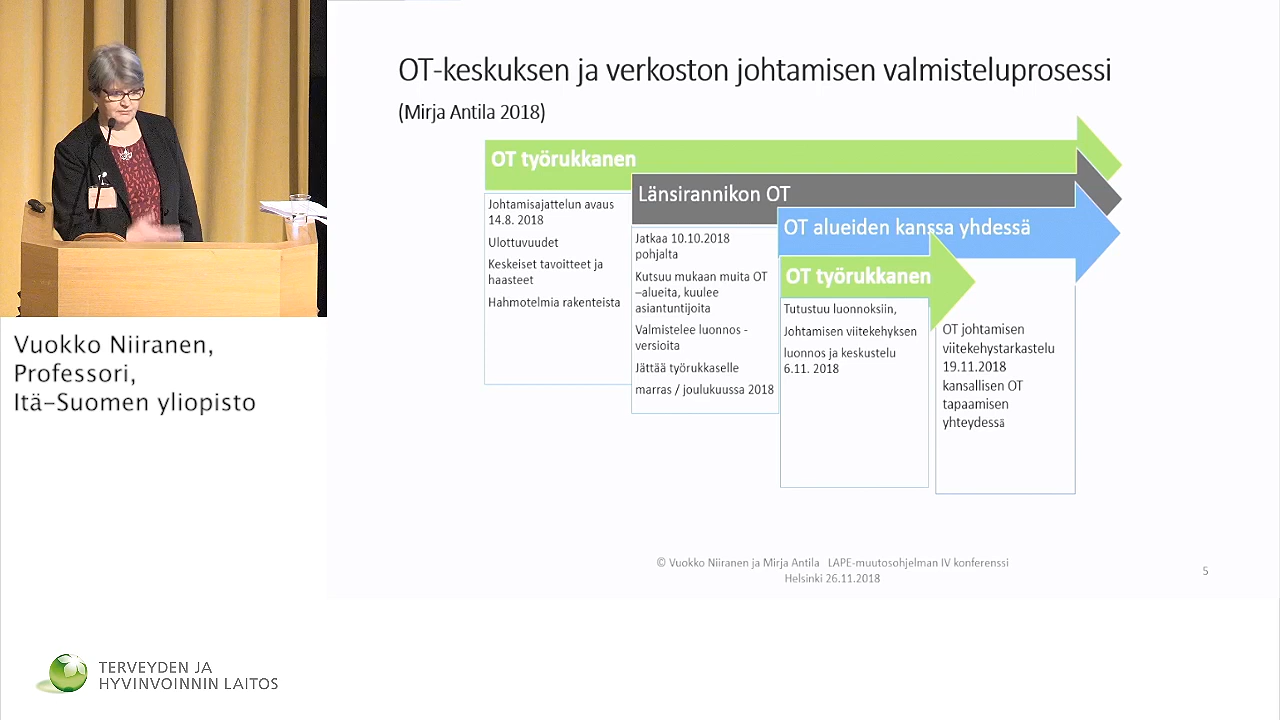 OT-keskuksen ja verkoston johtamisen valmisteluprosessi
(Mirja Antila 2018)
OT työrukkanen
Johtamisajattelun avaus
14.8. 2018
Ulottuvuudet
Keskeiset tavoitteet ja
haasteet
Hahmotelmia rakenteista
Länsirannikon OT
Jatkaa 10.10.2018
pohjalta
Kutsuu mukaan muita OT
–alueita, kuulee
asiantuntijoita
Valmistelee luonnos -
versioita
Jättää työrukkaselle
marras / joulukuussa 2018
OT alueiden kanssa yhdessä
OT työrukkanen
Tutustuu luonnoksiin,
Johtamisen viitekehyksen
luonnos ja keskustelu
6.11. 2018
OT johtamisen
viitekehystarkastelu
19.11.2018
kansallisen OT
tapaamisen
yhteydessä
© Vuokko Niiranen ja Mirja Antila LAPE-muutosohjelman IV konferenssi
Helsinki 26.11.2018
5
Vuokko Niiranen,
Professori,
Itä-Suomen yliopisto
TERVEYDEN JA
HYVINVOINNIN LAITOS